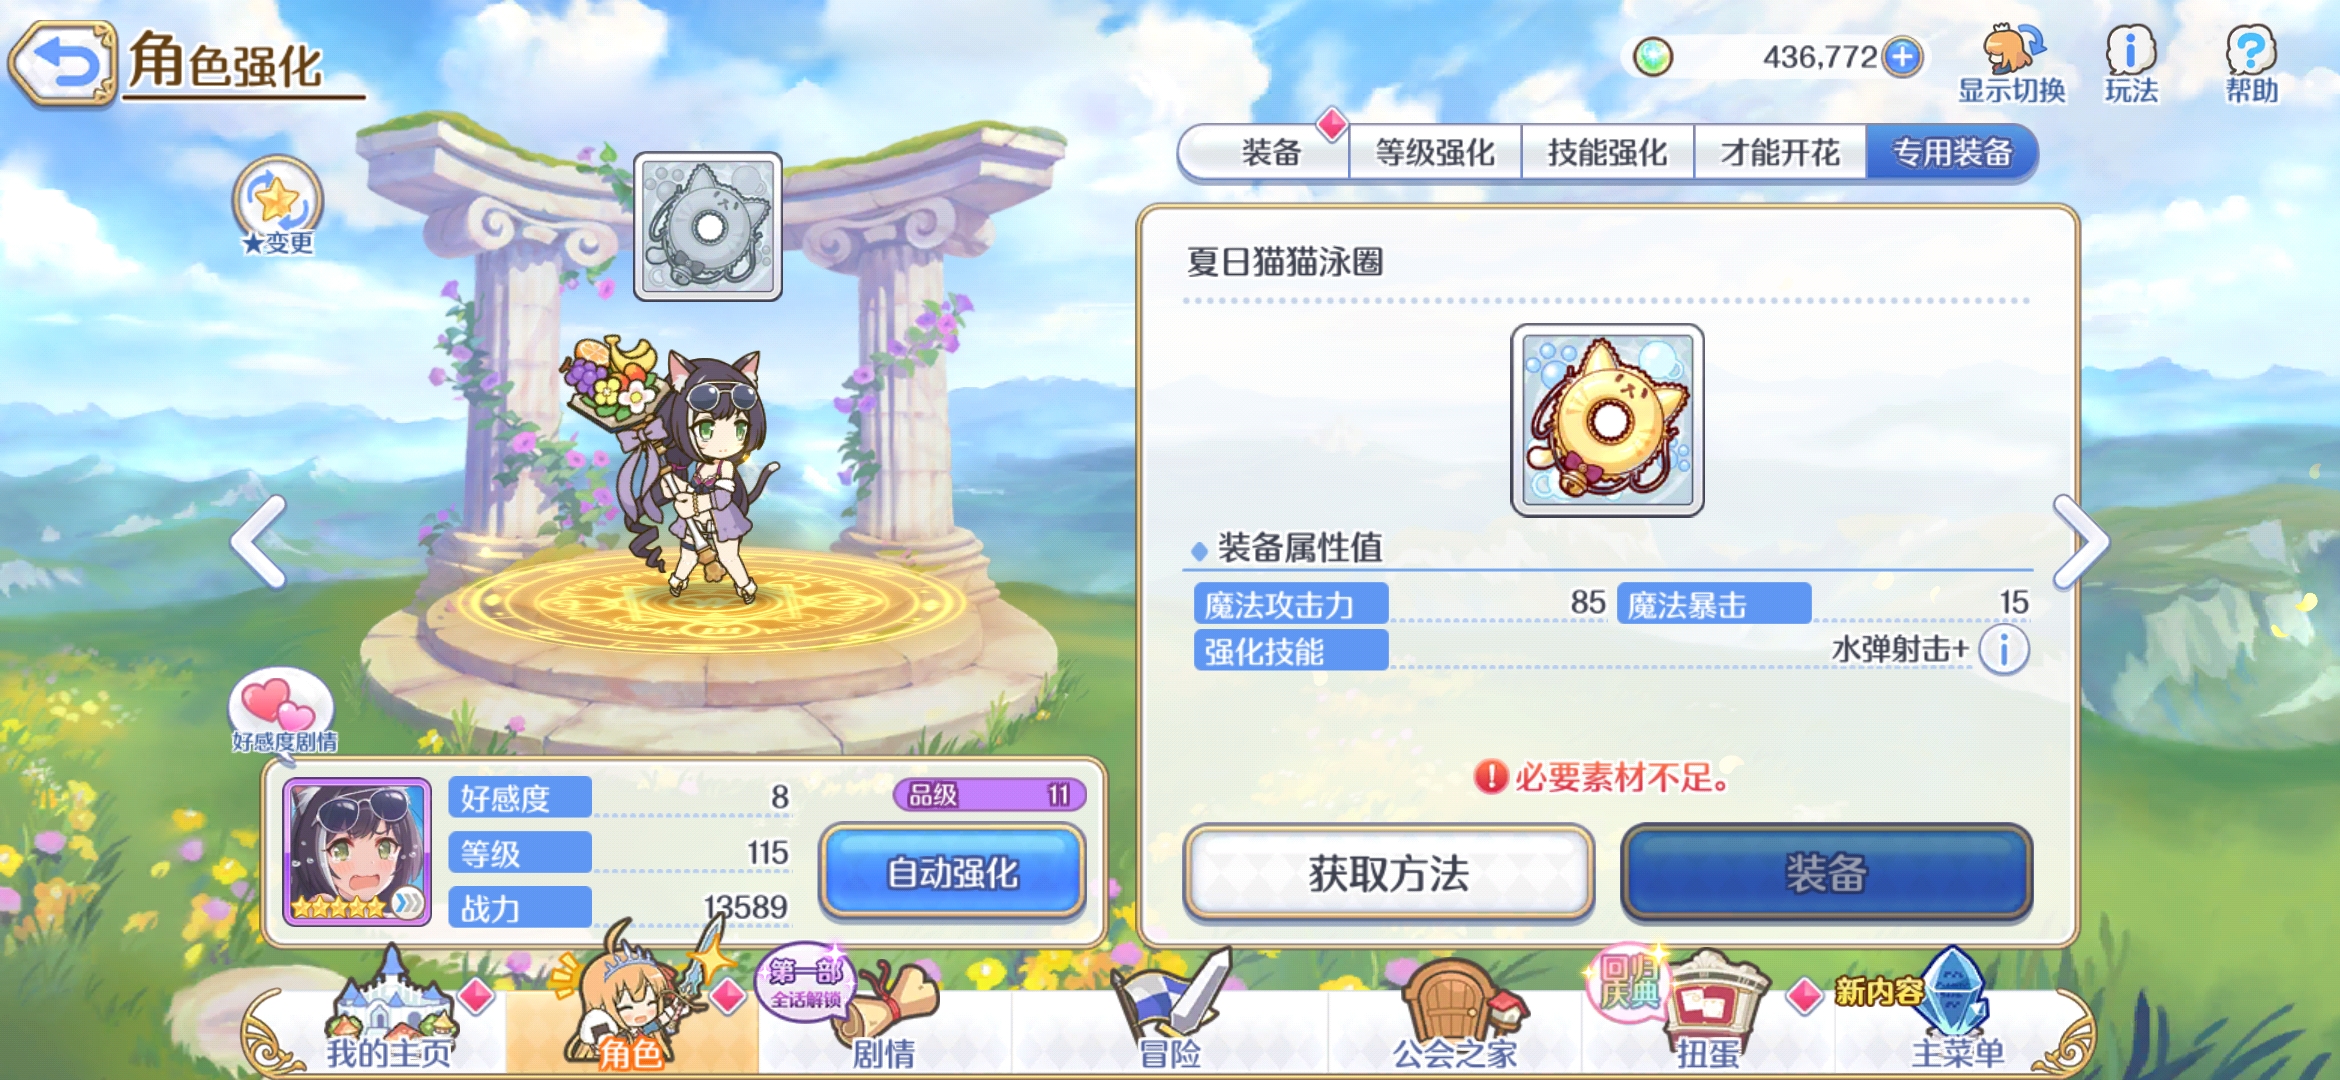 角色强化
436,772
显示切换
玩法
帮助
★变更
装备
等级强化
技能强化
才能开花
专用装备
夏日猫猫泳圈
装备属性值
魔法攻击力 85
魔法暴击 15
强化技能 水弹射击+
必要素材不足。
获取方法
装备
好感度剧情
好感度 8
等级 115
战力 13589
品级 11
自动强化
我的主页
角色
第一部
全话解锁
剧情
冒险
公会之家
回归
庆典
扭蛋
新内容
主菜单